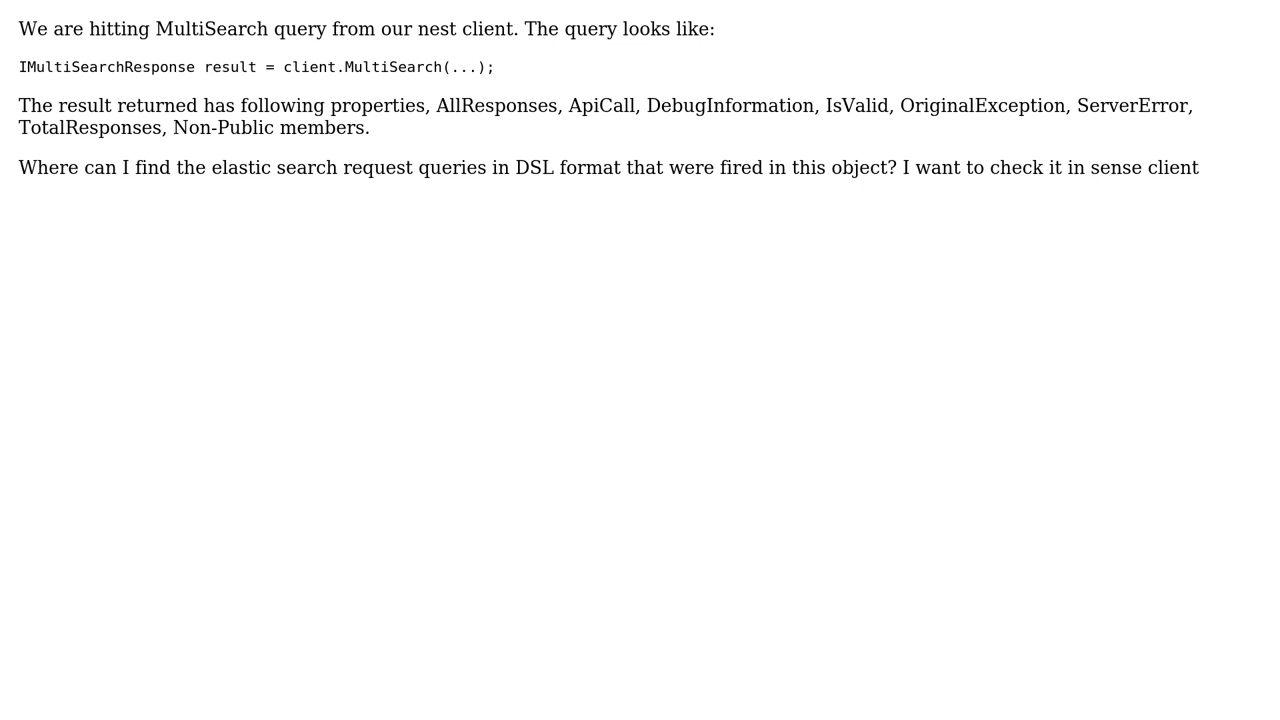 We are hitting MultiSearch query from our nest client. The query looks like:
IMultiSearchResponse result = client.MultiSearch(...);
The result returned has following properties, AllResponses, ApiCall, DebugInformation, IsValid, OriginalException, ServerError,
TotalResponses, Non-Public members.
Where can I find the elastic search request queries in DSL format that were fired in this object? I want to check it in sense client